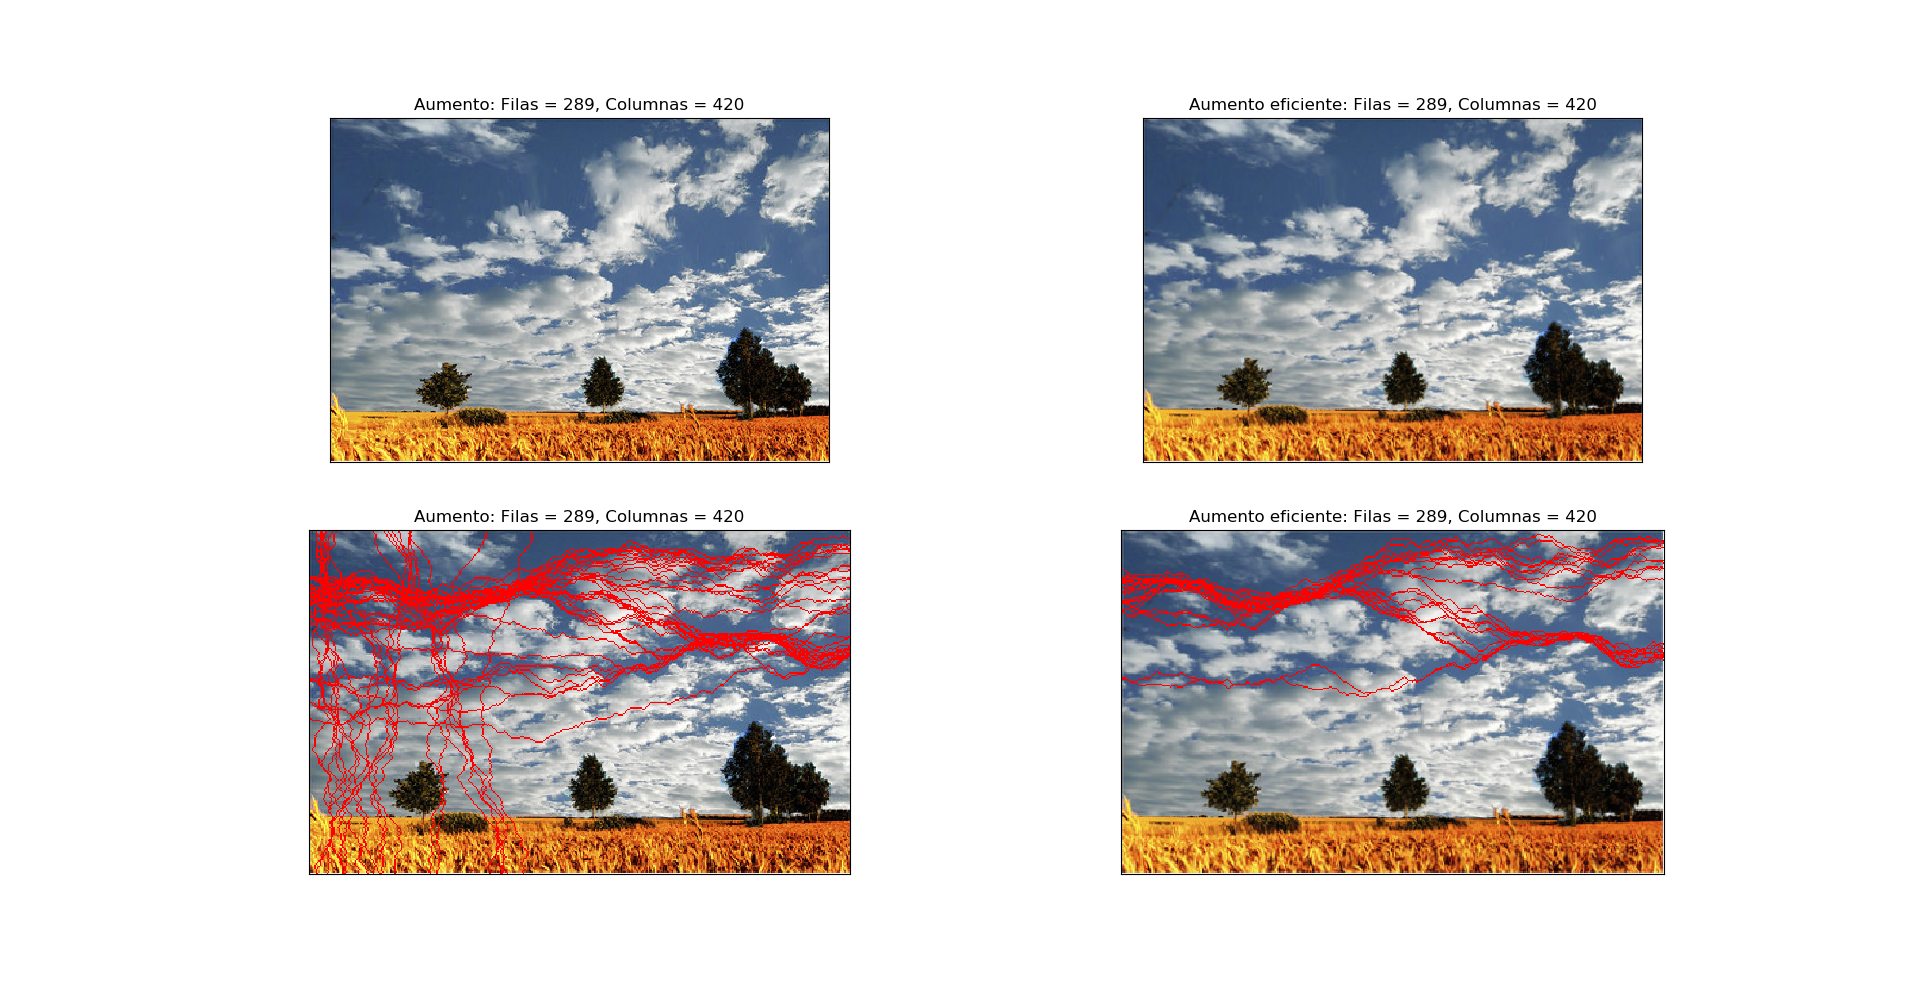 Aumento: Filas = 289, Columnas = 420
Aumento eficiente: Filas = 289, Columnas = 420
Aumento: Filas = 289, Columnas = 420
Aumento eficiente: Filas = 289, Columnas = 420